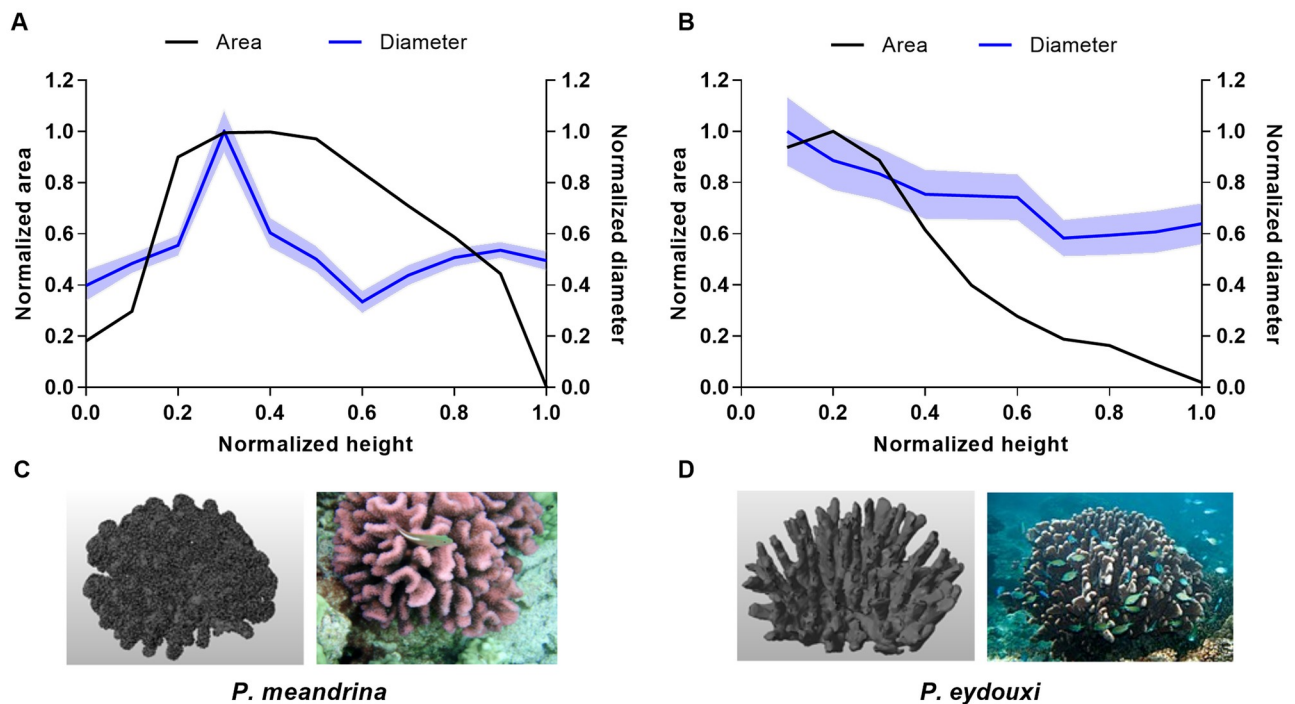 A
Area Diameter
1.2 1.2
1.0 1.0
0.8 0.8
0.6 0.6
0.4 0.4
0.2 0.2
0.0 0.0
Normalized area
Normalized diameter
0.0 0.2 0.4 0.6 0.8 1.0
Normalized height
B
Area Diameter
1.2 1.2
1.0 1.0
0.8 0.8
0.6 0.6
0.4 0.4
0.2 0.2
0.0 0.0
Normalized area
Normalized diameter
0.0 0.2 0.4 0.6 0.8 1.0
Normalized height
C
P. meandrina
D
P. eydouxi